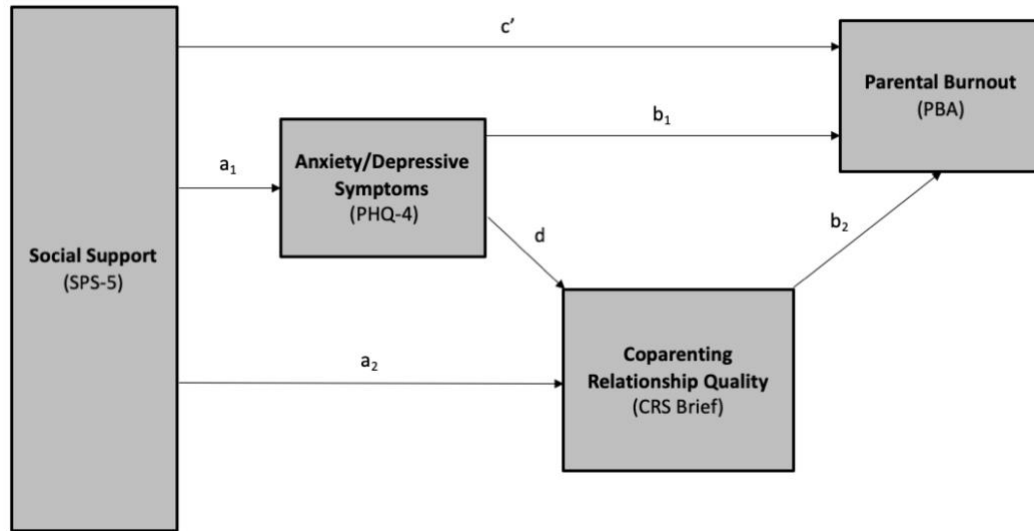 c’
Parental Burnout
(PBA)
b₁
a₁
Anxiety/Depressive
Symptoms
(PHQ-4)
b₂
d
Social Support
(SPS-5)
a₂
Coparenting
Relationship Quality
(CRS Brief)